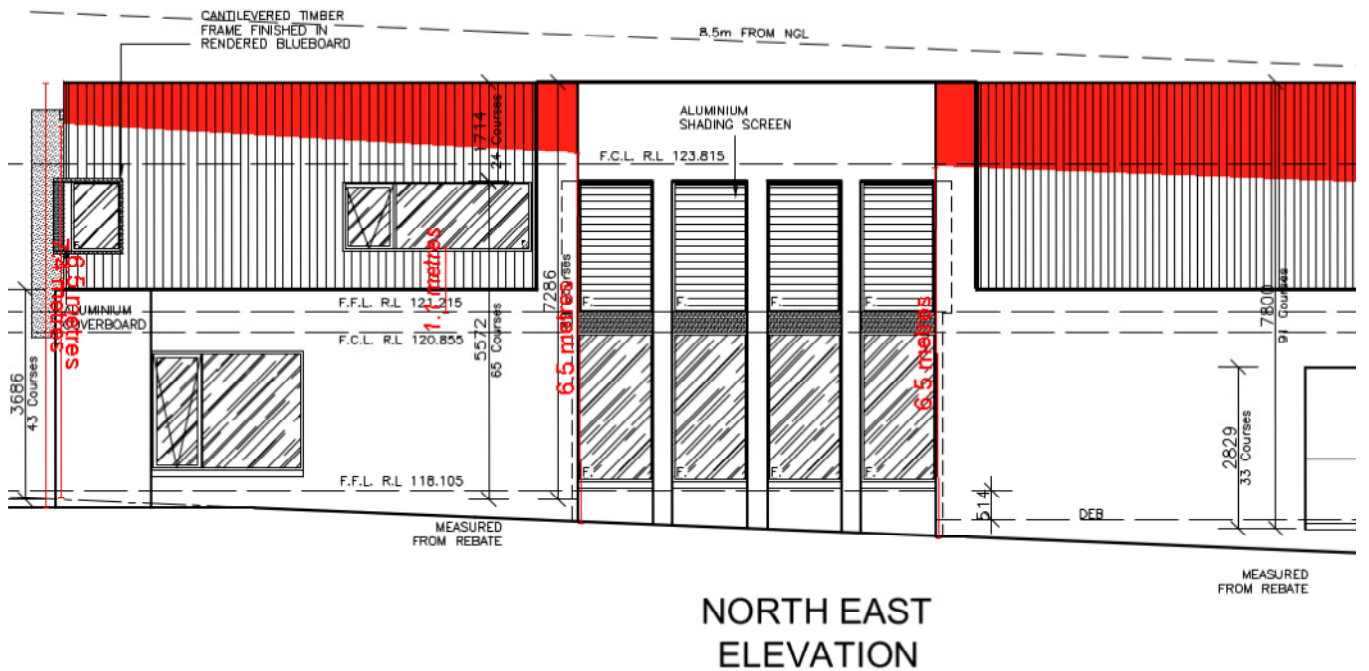 CANTILEVERED TIMBER
FRAME FINISHED IN
RENDERED BLUEBOARD
8.5m FROM NGL
ALUMINIUM
SHADING SCREEN
1714
24 Courses
F.C.L. R.L 123.815
F.
F.F.L. R.L 121.215
F.C.L. R.L 120.855
F. F. F. F.
1.1 metres
6.5 metres
metres
ALUMINIUM
3686
43 Courses
5572
65 Courses
7286
6.5 metres
6.5 metres
7800
91 Courses
2829
33 Courses
F. F. F. F.
F.F.L. R.L 118.105
514
DEB
MEASURED
FROM REBATE
MEASURED
FROM REBATE
NORTH EAST
ELEVATION